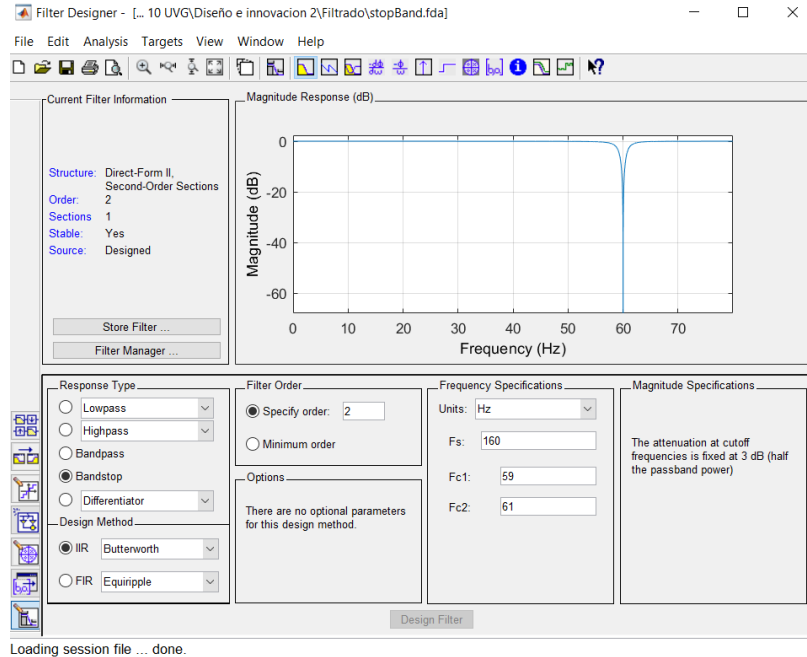 Filter Designer - [... 10 UVG\Diseño e innovacion 2\Filtrado\stopBand.fda]
File Edit Analysis Targets View Window Help
Current Filter Information
Structure: Direct-Form II,
Second-Order Sections
Order: 2
Sections 1
Stable: Yes
Source: Designed
Store Filter ...
Filter Manager ...
Magnitude Response (dB)
Magnitude (dB)
0
-20
-40
-60
0 10 20 30 40 50 60 70
Frequency (Hz)
Response Type
Lowpass
Highpass
Bandpass
Bandstop
Differentiator
Design Method
IIR Butterworth
FIR Equiripple
Filter Order
Specify order: 2
Minimum order
Options
There are no optional parameters
for this design method.
Frequency Specifications
Units: Hz
Fs: 160
Fc1: 59
Fc2: 61
Magnitude Specifications
The attenuation at cutoff
frequencies is fixed at 3 dB (half
the passband power)
Design Filter
Loading session file ... done.